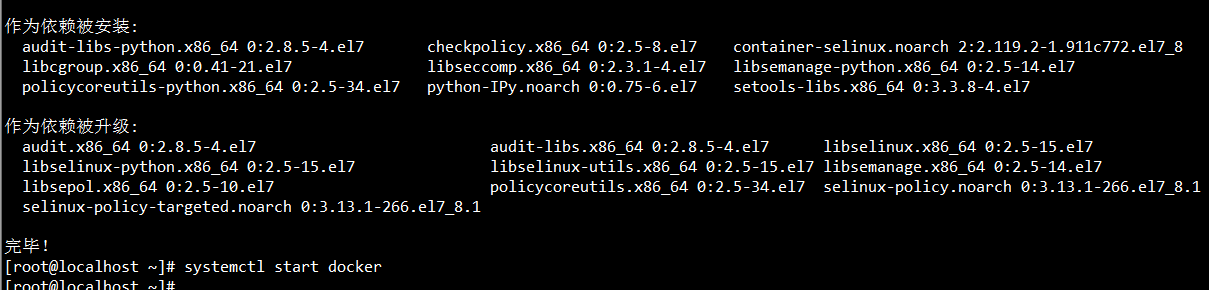 作为依赖被安装:
audit-libs-python.x86_64 0:2.8.5-4.el7 checkpolicy.x86_64 0:2.5-8.el7 container-selinux.noarch 2:2.119.2-1.911c772.el7_8
libcgroup.x86_64 0:0.41-21.el7 libseccomp.x86_64 0:2.3.1-4.el7 libsemanage-python.x86_64 0:2.5-14.el7
policycoreutils-python.x86_64 0:2.5-34.el7 python-IPy.noarch 0:0.75-6.el7 setools-libs.x86_64 0:3.3.8-4.el7
作为依赖被升级:
audit.x86_64 0:2.8.5-4.el7 audit-libs.x86_64 0:2.8.5-4.el7 libselinux.x86_64 0:2.5-15.el7
libselinux-python.x86_64 0:2.5-15.el7 libselinux-utils.x86_64 0:2.5-15.el7 libsemanage.x86_64 0:2.5-14.el7
libsepol.x86_64 0:2.5-10.el7 policycoreutils.x86_64 0:2.5-34.el7 selinux-policy.noarch 0:3.13.1-266.el7_8.1
selinux-policy-targeted.noarch 0:3.13.1-266.el7_8.1
完毕！
[root@localhost ~]# systemctl start docker
[root@localhost ~]#